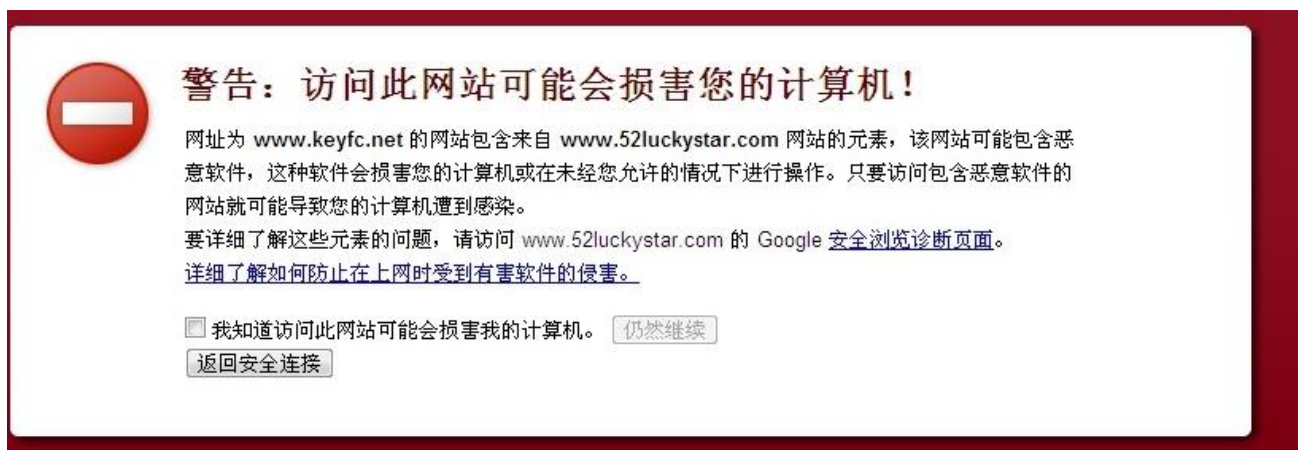 警告：访问此网站可能会损害您的计算机！
网址为 www.keyfc.net 的网站包含来自 www.52luckystar.com 网站的元素，该网站可能包含恶
意软件，这种软件会损害您的计算机或在未经您允许的情况下进行操作。只要访问包含恶意软件的
网站就可能导致您的计算机遭到感染。
要详细了解这些元素的问题，请访问 www.52luckystar.com 的 Google 安全浏览诊断页面。
详细了解如何防止在上网时受到有害软件的侵害。
我知道访问此网站可能会损害我的计算机。 仍然继续
返回安全连接